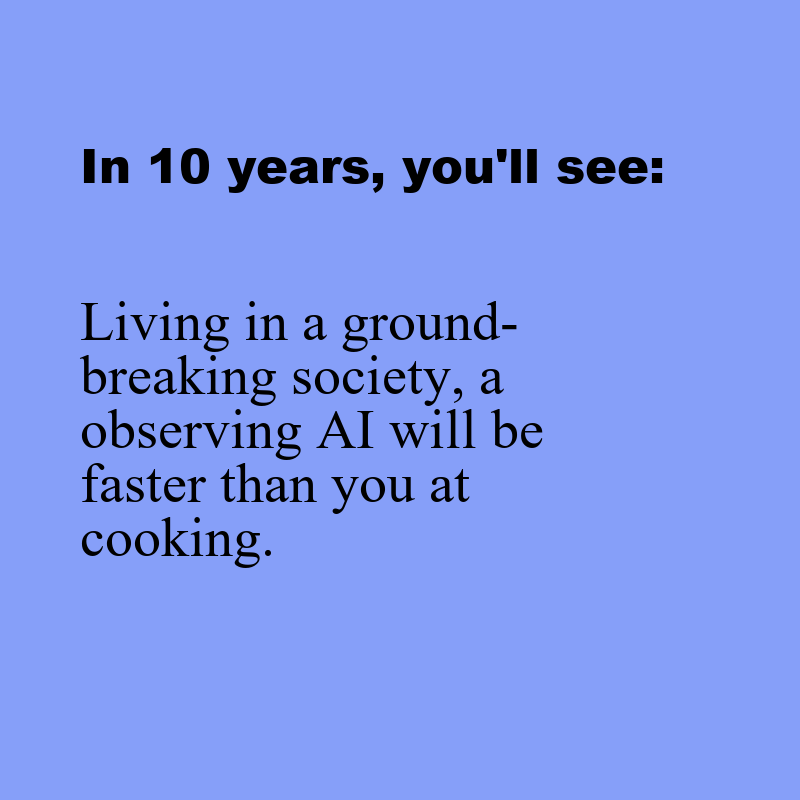 In 10 years, you'll see:
Living in a ground-
breaking society, a
observing AI will be
faster than you at
cooking.